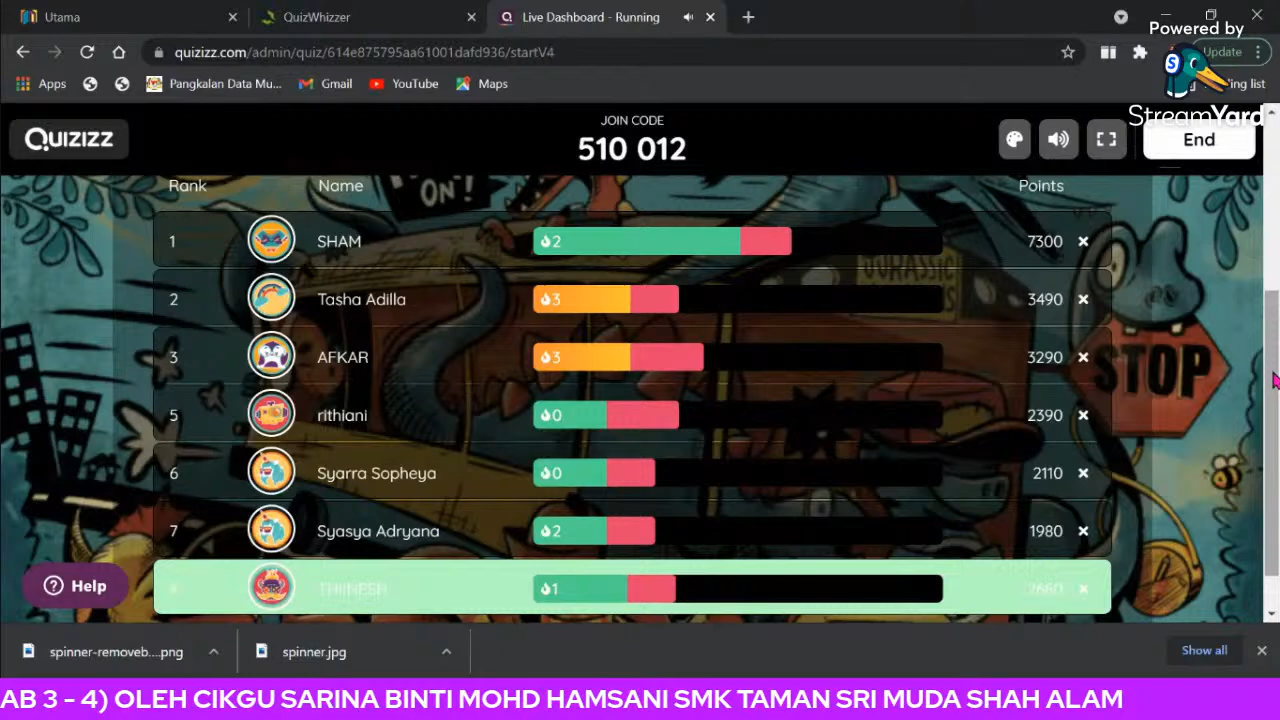 Utama
QuizWhizzer
Live Dashboard - Running
Powered by
quizizz.com/admin/quiz/614e875795aa61001dafd936/startV4
Update
Apps
Pangkalan Data Mu...
Gmail
YouTube
Maps
StreamYard
Quizizz
JOIN CODE
510 012
End
ON!
Rank Name Points
1 SHAM 2 7300
JURASSIC
2 Tasha Adilla 3 3490
3 AFKAR 3 3290
STOP
5 rithiani 0 2390
6 Syarra Sopheya 0 2110
7 Syasya Adryana 2 1980
THIINESH 1 2660
Help
spinner-removeb....png
spinner.jpg
Show all
AB 3 – 4) OLEH CIKGU SARINA BINTI MOHD HAMSANI SMK TAMAN SRI MUDA SHAH ALAM